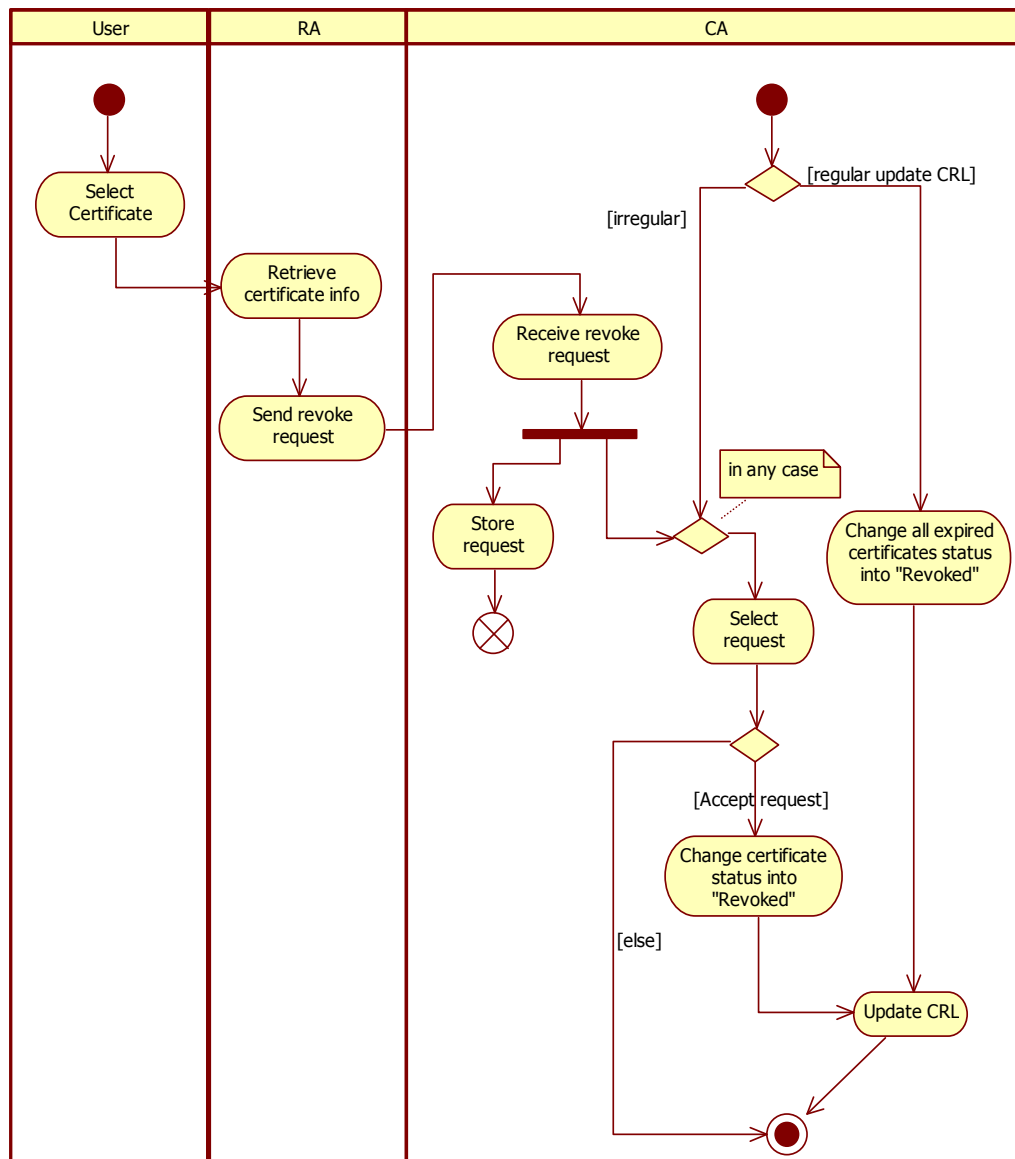 User
RA
CA
[regular update CRL]
Select
Certificate
[irregular]
Retrieve
certificate info
Receive revoke
request
Send revoke
request
in any case
Store
request
Change all expired
certificates status
into "Revoked"
Select
request
[Accept request]
Change certificate
status into
"Revoked"
[else]
Update CRL